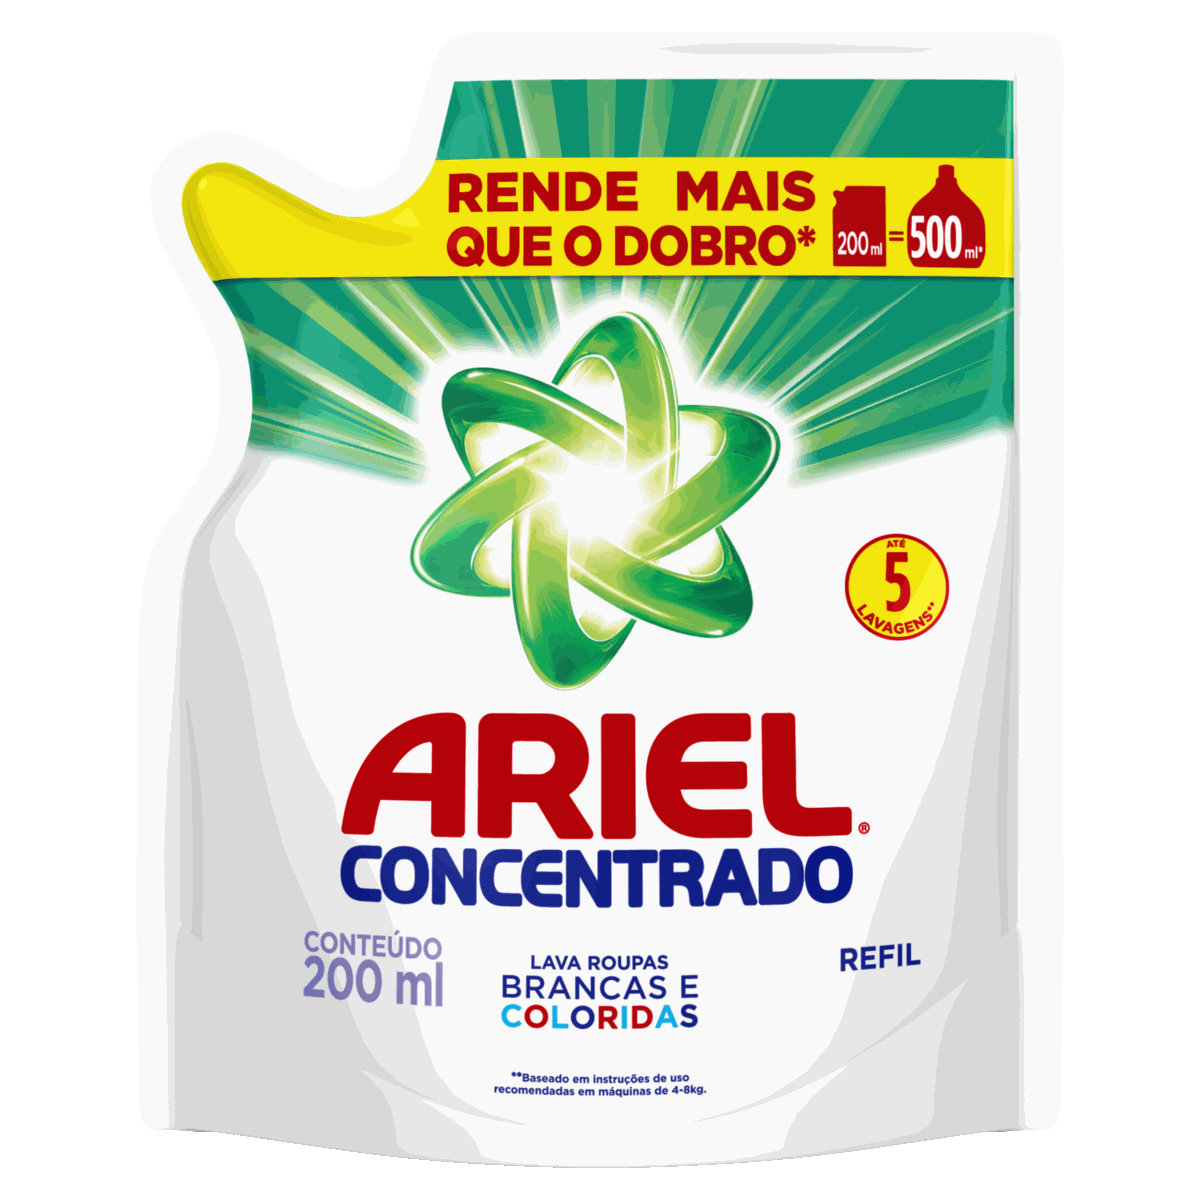 RENDE MAIS
QUE O DOBRO*
200 ml = 500 ml*
ATÉ
5
LAVAGENS**
ARIEL®
CONCENTRADO
CONTEÚDO
200 ml
LAVA ROUPAS
BRANCAS E
COLORIDAS
REFIL
**Baseado em instruções de uso
recomendadas em máquinas de 4-8kg.